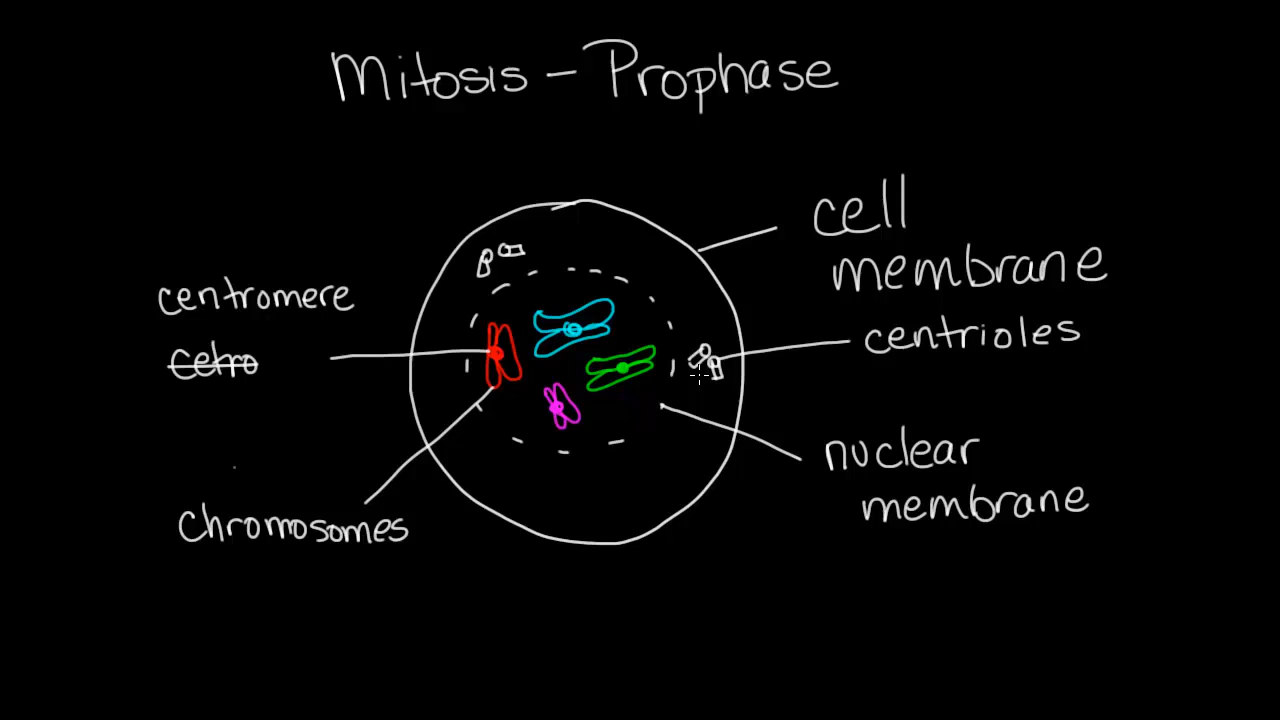 Mitosis - Prophase
cell
membrane
centromere
cetro
centrioles
nuclear
membrane
chromosomes